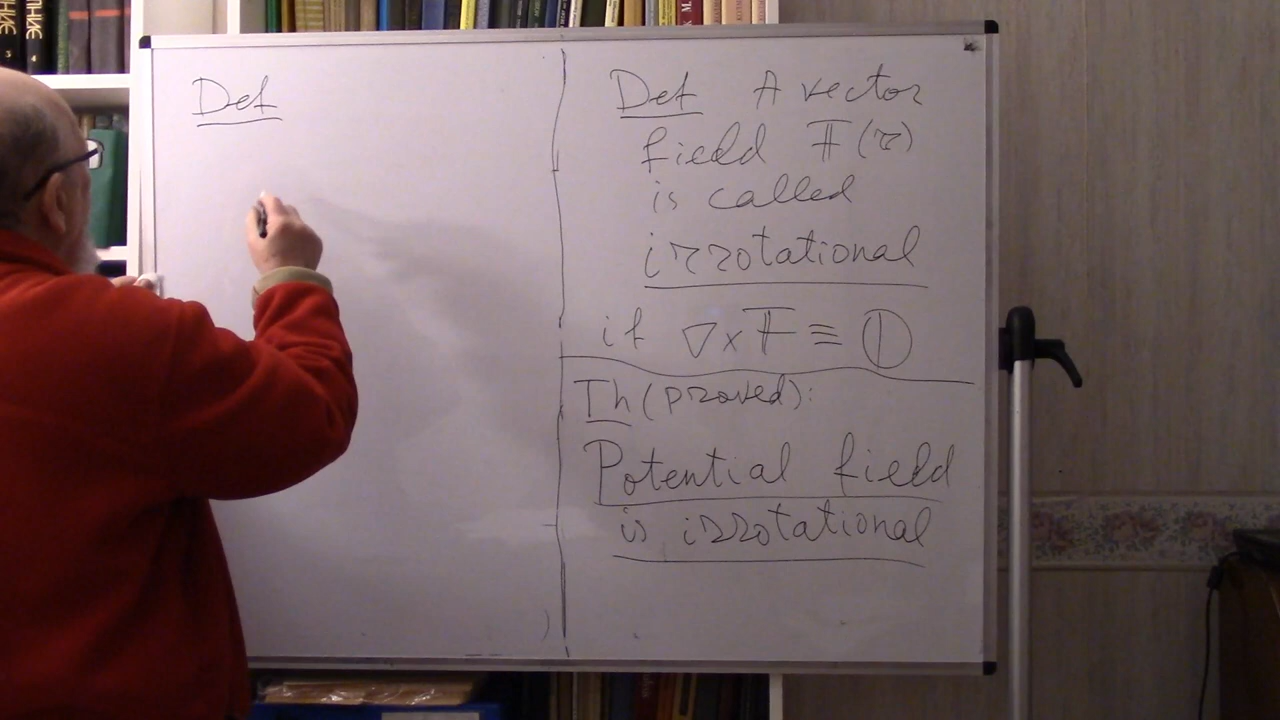 Def
Def A vector
field 𝔽(r)
is called
irrotational
if ∇×𝔽 ≡ 𝟘
Th (proved):
Potential field
is irrotational